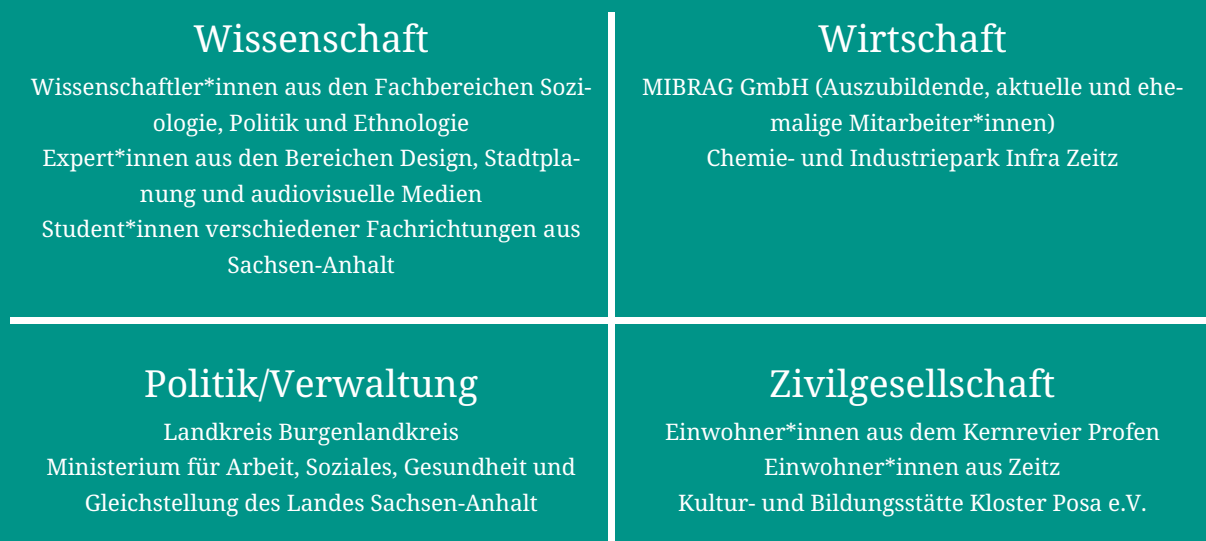 Wissenschaft
Wissenschaftler*innen aus den Fachbereichen Sozi-
ologie, Politik und Ethnologie
Expert*innen aus den Bereichen Design, Stadtpla-
nung und audiovisuelle Medien
Student*innen verschiedener Fachrichtungen aus
Sachsen-Anhalt
Wirtschaft
MIBRAG GmbH (Auszubildende, aktuelle und ehe-
malige Mitarbeiter*innen)
Chemie- und Industriepark Infra Zeitz
Politik/Verwaltung
Landkreis Burgenlandkreis
Ministerium für Arbeit, Soziales, Gesundheit und
Gleichstellung des Landes Sachsen-Anhalt
Zivilgesellschaft
Einwohner*innen aus dem Kernrevier Profen
Einwohner*innen aus Zeitz
Kultur- und Bildungsstätte Kloster Posa e.V.